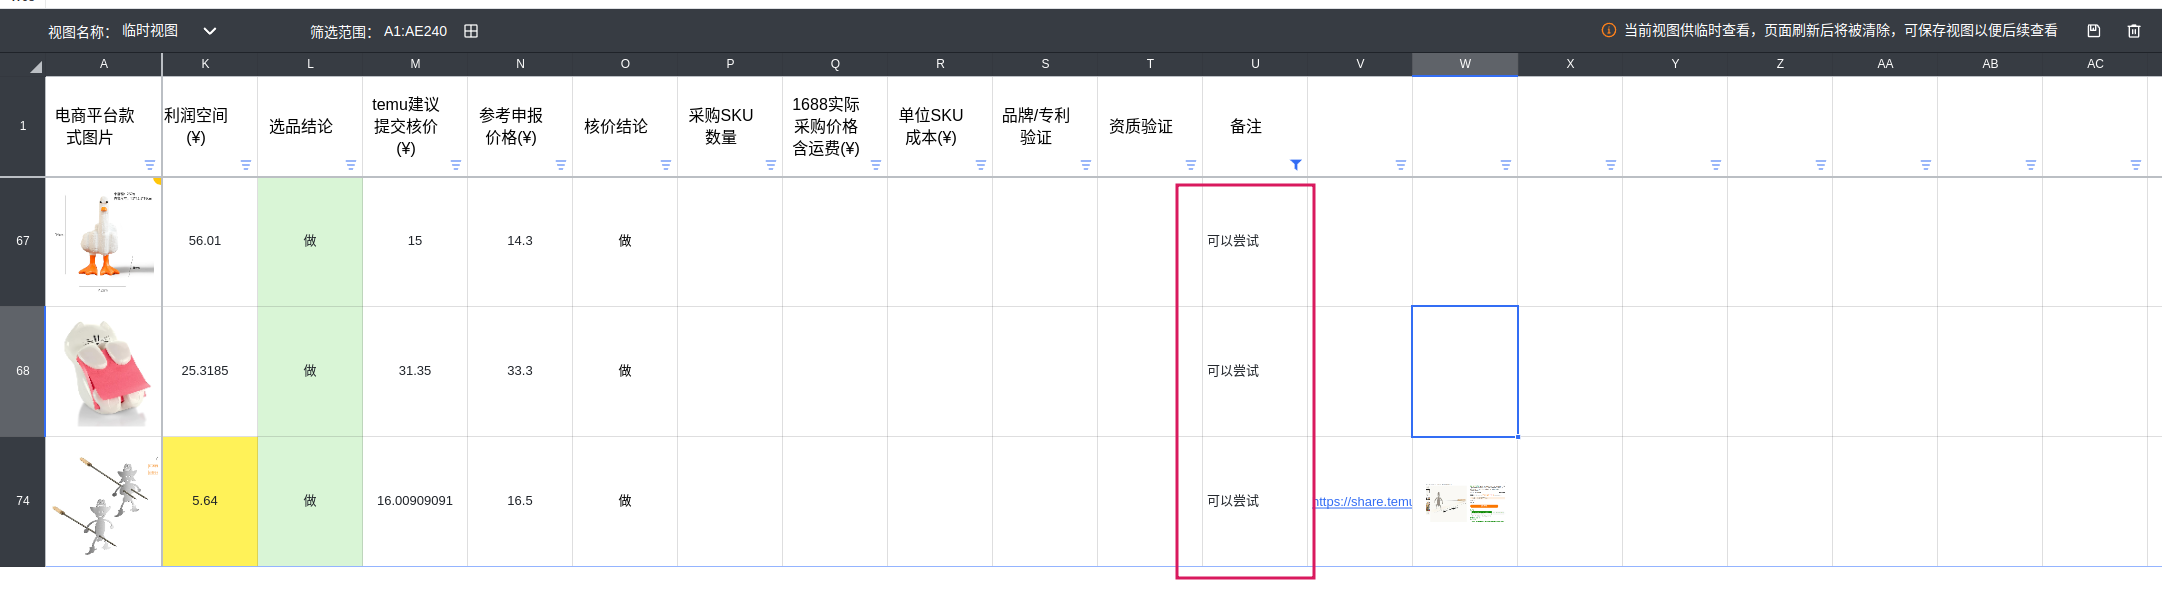 视图名称： 临时视图 筛选范围： A1:AE240 当前视图供临时查看，页面刷新后将被清除，可保存视图以便后续查看
A K L M N O P Q R S T U V W X Y Z AA AB AC
1 电商平台款式图片 利润空间(¥) 选品结论 temu建议提交核价(¥) 参考申报价格(¥) 核价结论 采购SKU数量 1688实际采购价格含运费(¥) 单位SKU成本(¥) 品牌/专利验证 资质验证 备注
67 56.01 做 15 14.3 做 可以尝试
68 25.3185 做 31.35 33.3 做 可以尝试
74 5.64 做 16.00909091 16.5 做 可以尝试 https://share.temu